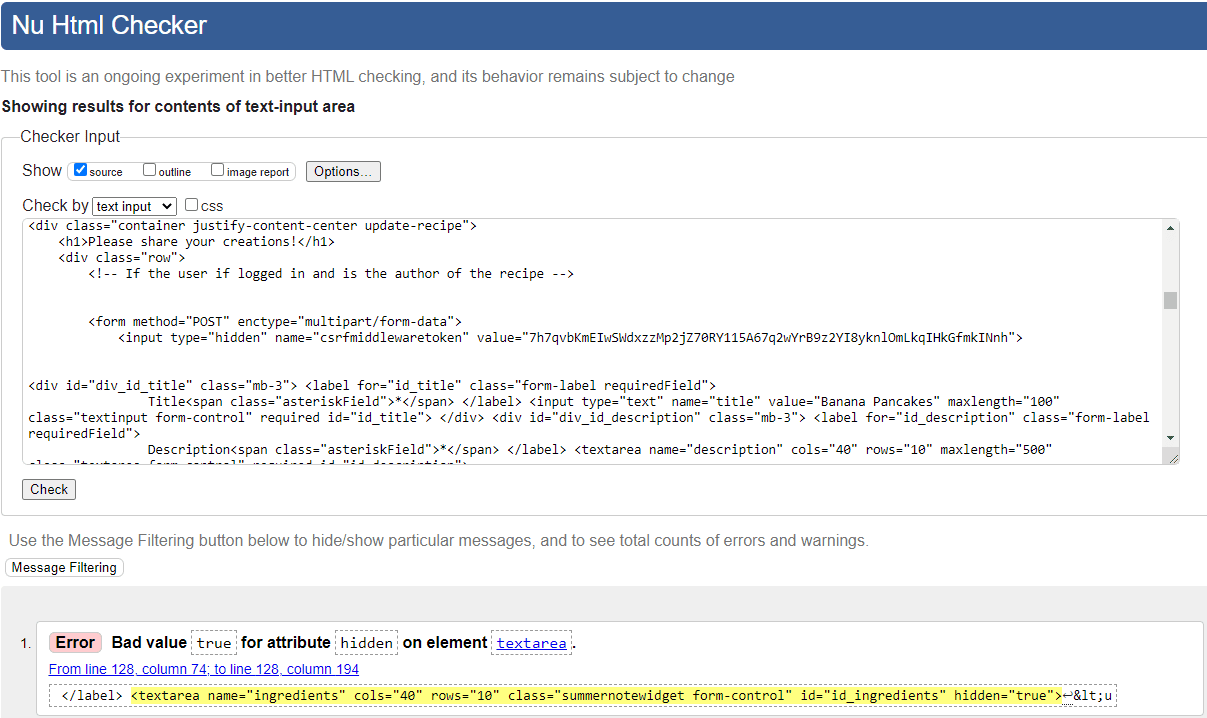 Nu Html Checker
This tool is an ongoing experiment in better HTML checking, and its behavior remains subject to change
Showing results for contents of text-input area
Checker Input
Show source outline image report Options...
Check by text input css
<div class="container justify-content-center update-recipe">
<h1>Please share your creations!</h1>
<div class="row">
<!-- If the user if logged in and is the author of the recipe -->
<form method="POST" enctype="multipart/form-data">
<input type="hidden" name="csrfmiddlewaretoken" value="7h7qvbKmEIwSWdxzzMp2jZ70RY115A67q2wYrB9z2YI8yknlOmLkqIHkGfmkINnh">
<div id="div_id_title" class="mb-3"> <label for="id_title" class="form-label requiredField">
Title<span class="asteriskField">*</span> </label> <input type="text" name="title" value="Banana Pancakes" maxlength="100"
class="textinput form-control" required id="id_title"> </div> <div id="div_id_description" class="mb-3"> <label for="id_description" class="form-label
requiredField">
Description<span class="asteriskField">*</span> </label> <textarea name="description" cols="40" rows="10" maxlength="500"
class="textarea form-control" required id="id_description">
Check
Use the Message Filtering button below to hide/show particular messages, and to see total counts of errors and warnings.
Message Filtering
1. Error Bad value true for attribute hidden on element textarea.
From line 128, column 74; to line 128, column 194
</label> <textarea name="ingredients" cols="40" rows="10" class="summernotewidget form-control" id="id_ingredients" hidden="true">↩&lt;u